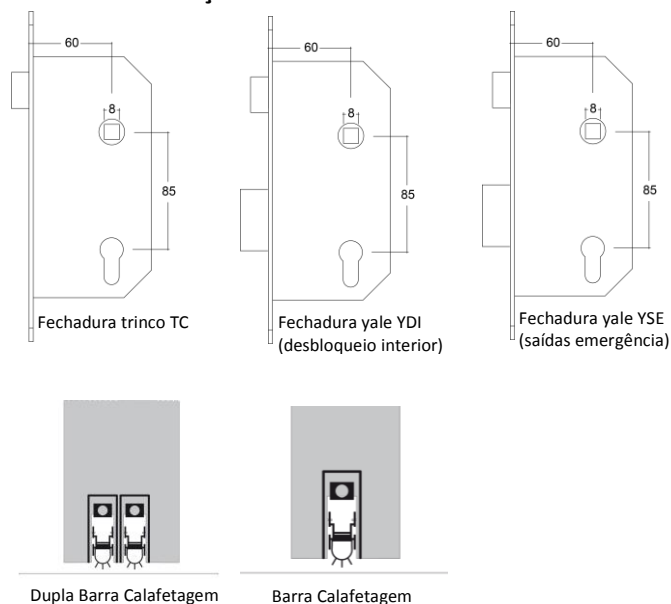 60
8
85
Fechadura trinco TC
60
8
85
Fechadura yale YDI
(desbloqueio interior)
60
8
85
Fechadura yale YSE
(saídas emergência)
Dupla Barra Calafetagem
Barra Calafetagem